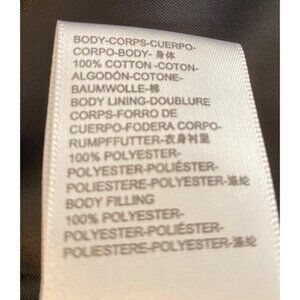 BODY-CORPS-CUERPO-
CORPO-BODY- 身体
100% COTTON -COTON-
ALGODÓN-COTONE-
BAUMWOLLE-棉
BODY LINING-DOUBLURE
CORPS-FORRO DE
CUERPO-FODERA CORPO-
RUMPFFUTTER-衣身衬里
100% POLYESTER-
POLYESTER-POLIÉSTER-
POLIESTERE-POLYESTER-涤纶
BODY FILLING
100% POLYESTER-
POLYESTER-POLIÉSTER-
POLIESTERE-POLYESTER-涤纶